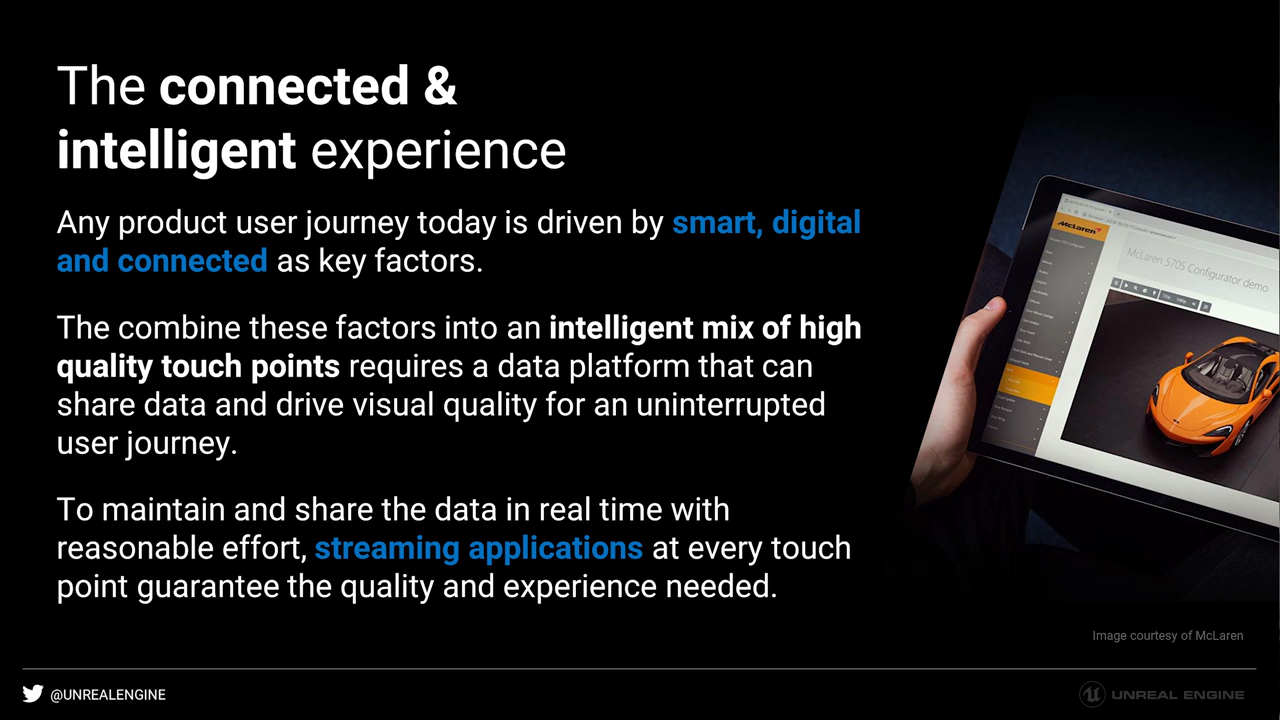 The connected &
intelligent experience
Any product user journey today is driven by smart, digital
and connected as key factors.
The combine these factors into an intelligent mix of high
quality touch points requires a data platform that can
share data and drive visual quality for an uninterrupted
user journey.
To maintain and share the data in real time with
reasonable effort, streaming applications at every touch
point guarantee the quality and experience needed.
McLaren
McLaren 570S Configurator demo
Image courtesy of McLaren
@UNREALENGINE
UNREAL ENGINE